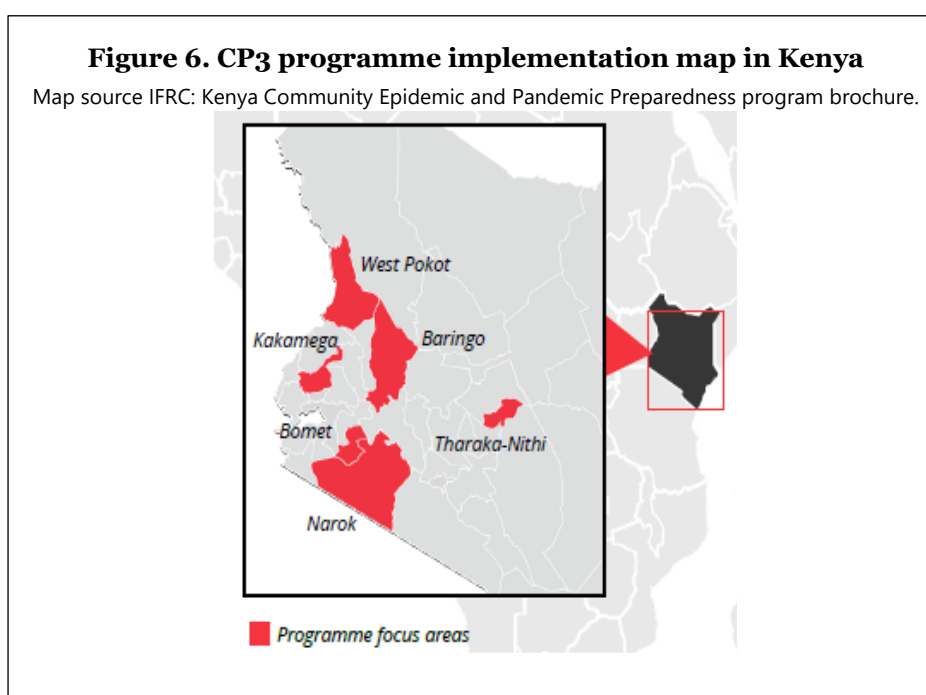 Figure 6. CP3 programme implementation map in Kenya
Map source IFRC: Kenya Community Epidemic and Pandemic Preparedness program brochure.
West Pokot
Kakamega
Baringo
Bomet
Tharaka-Nithi
Narok
Programme focus areas